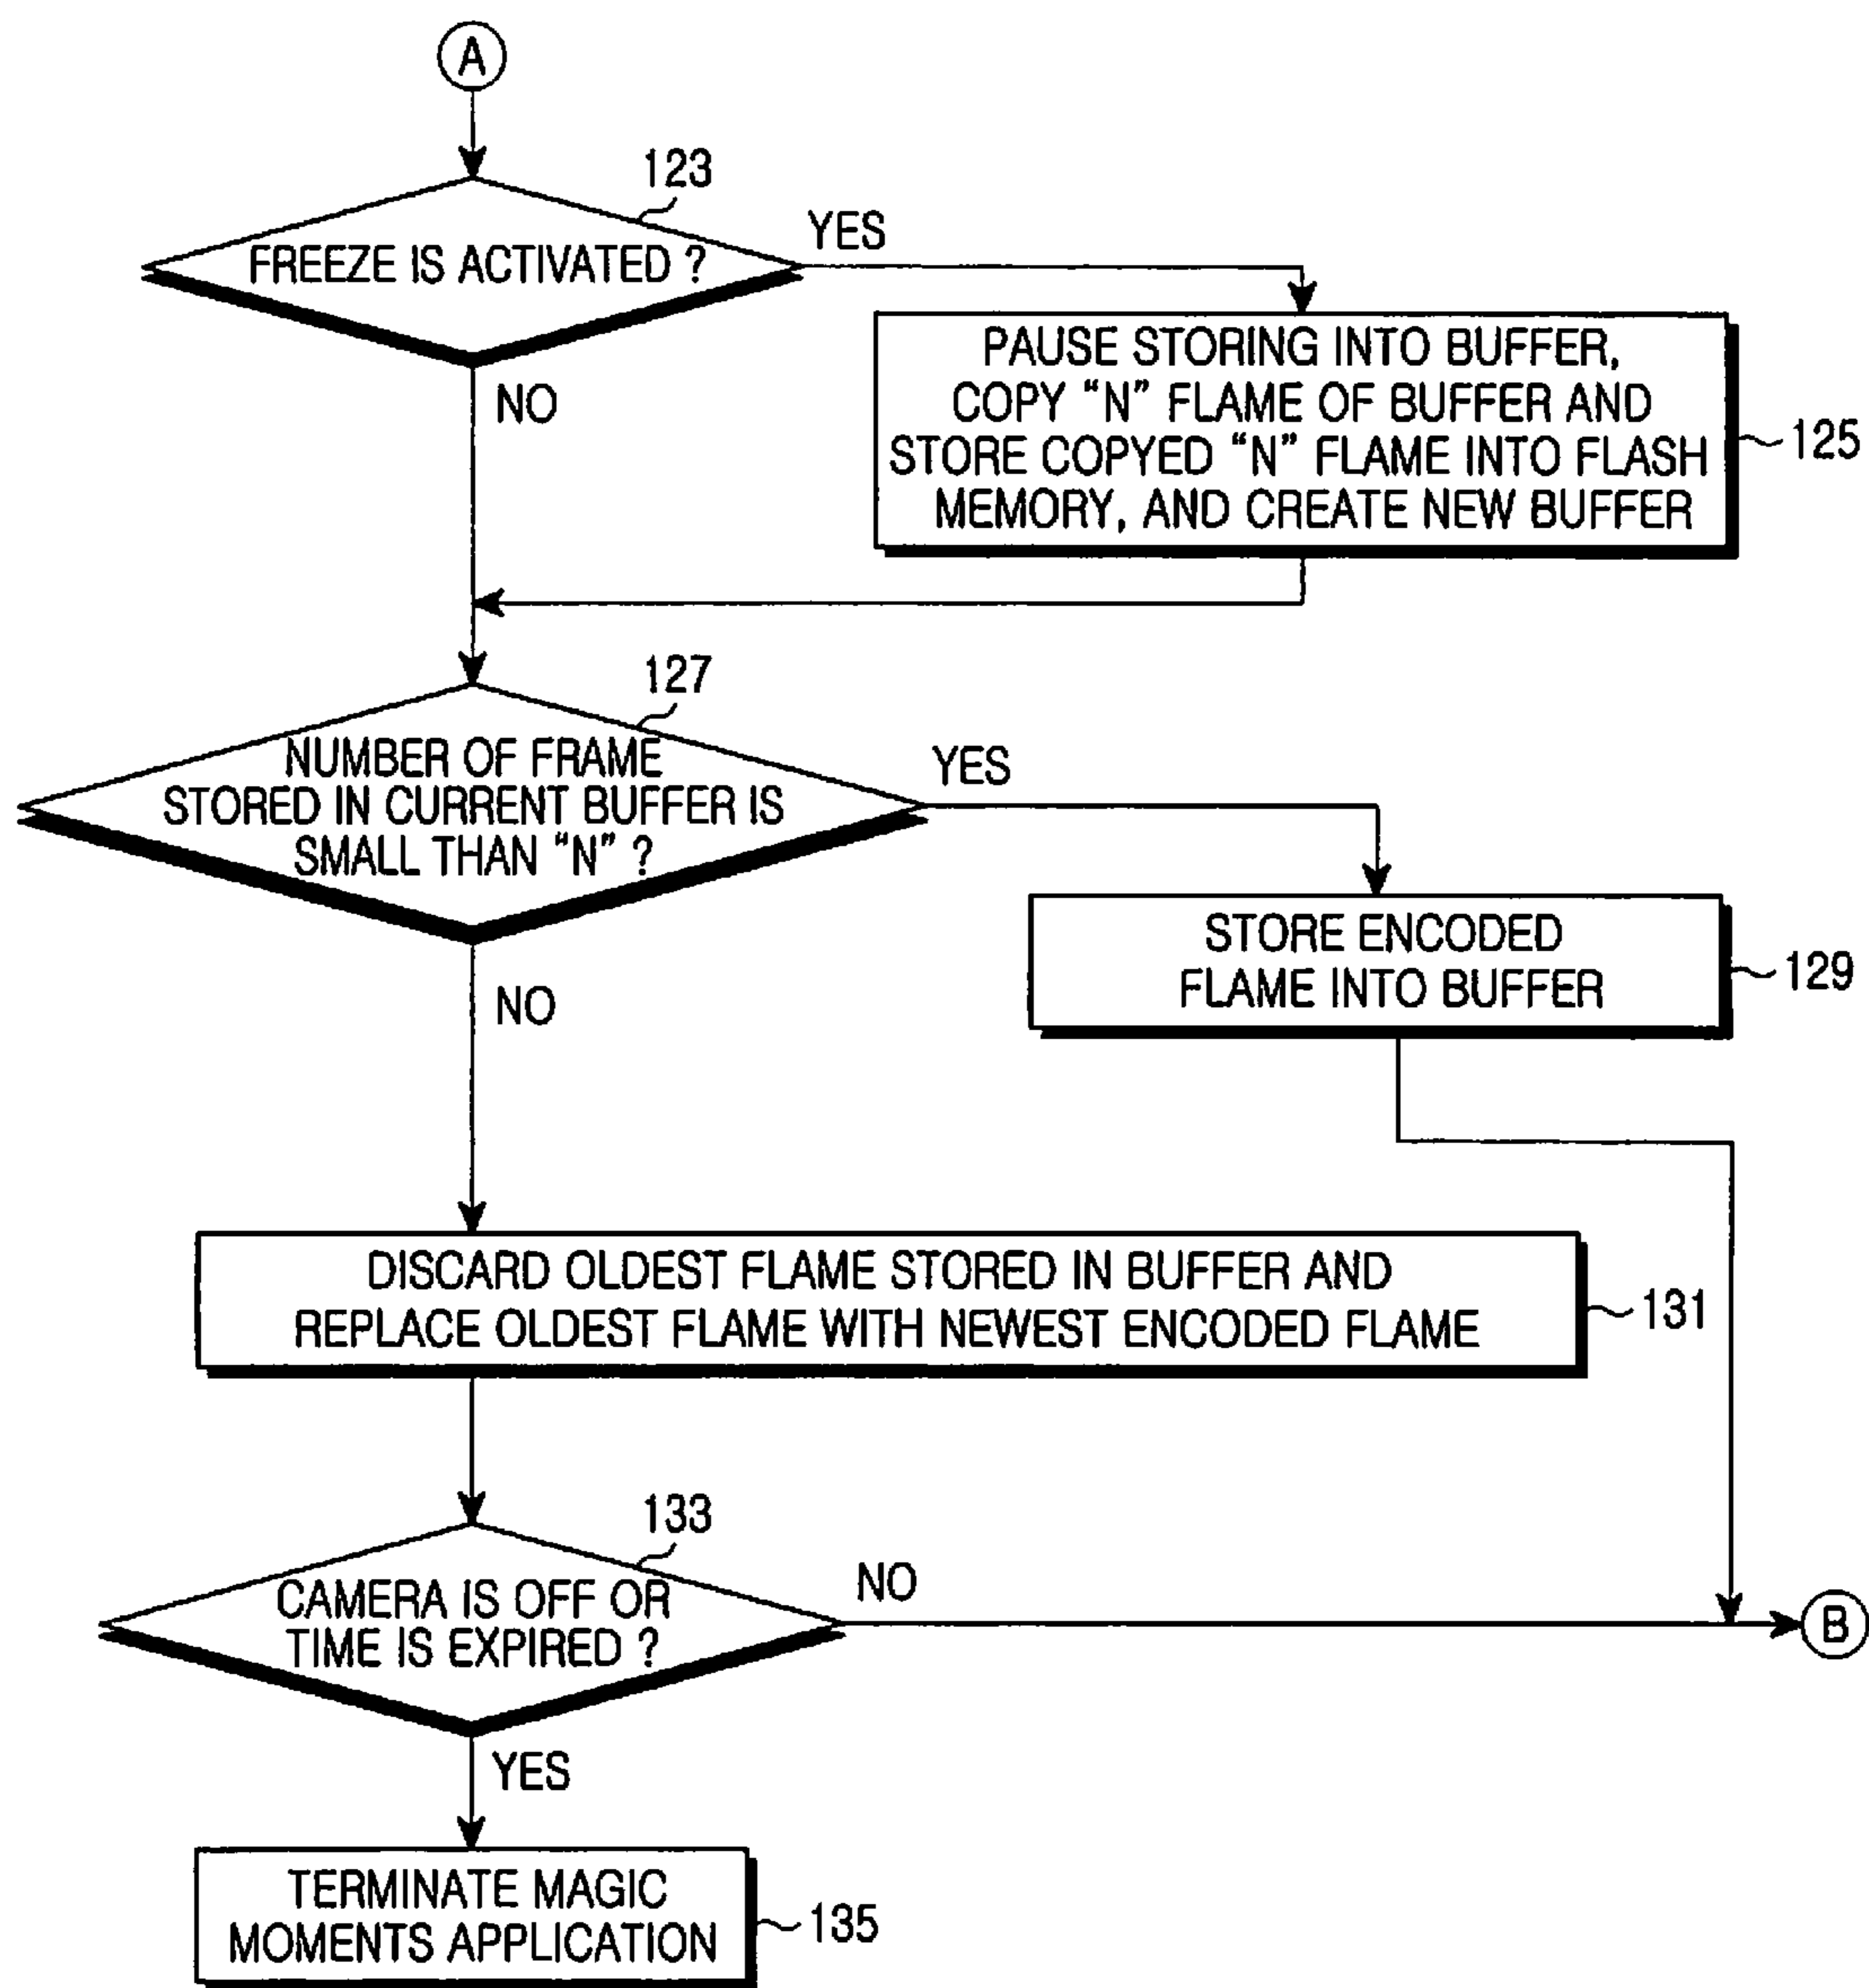 A
123
FREEZE IS ACTIVATED ?
YES
NO
PAUSE STORING INTO BUFFER,
COPY “N” FLAME OF BUFFER AND
STORE COPYED “N” FLAME INTO FLASH
MEMORY, AND CREATE NEW BUFFER
125
127
NUMBER OF FRAME
STORED IN CURRENT BUFFER IS
SMALL THAN “N” ?
YES
NO
STORE ENCODED
FLAME INTO BUFFER
129
DISCARD OLDEST FLAME STORED IN BUFFER AND
REPLACE OLDEST FLAME WITH NEWEST ENCODED FLAME
131
133
CAMERA IS OFF OR
TIME IS EXPIRED ?
NO
B
YES
TERMINATE MAGIC
MOMENTS APPLICATION
135